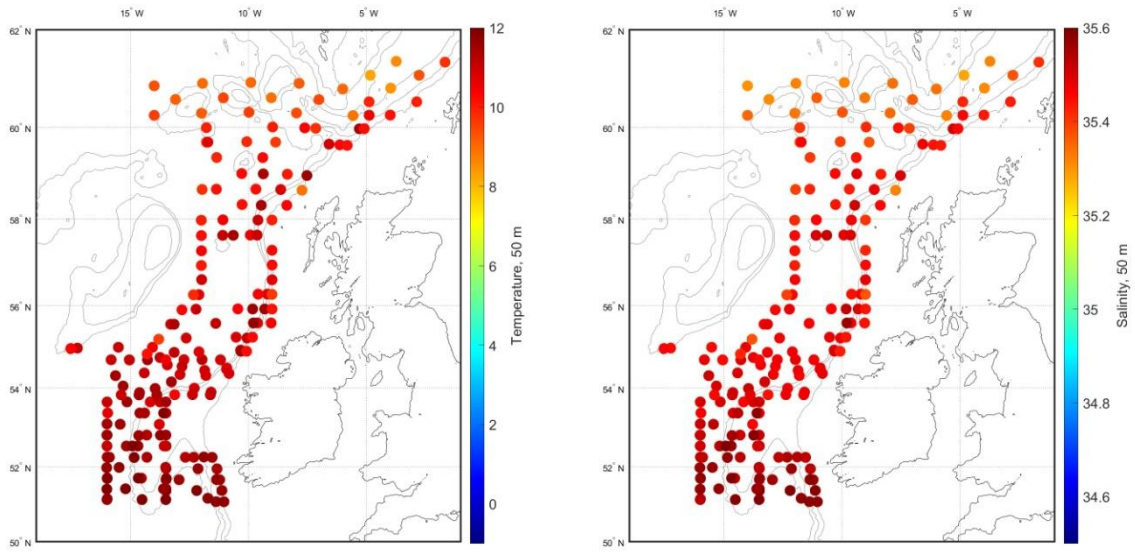 15° W 10° W 5° W
62° N
60° N
58° N
56° N
54° N
52° N
50° N
12
10
8
6
4
2
0
Temperature, 50 m
15° W 10° W 5° W
62° N
60° N
58° N
56° N
54° N
52° N
50° N
35.6
35.4
35.2
35
34.8
34.6
Salinity, 50 m